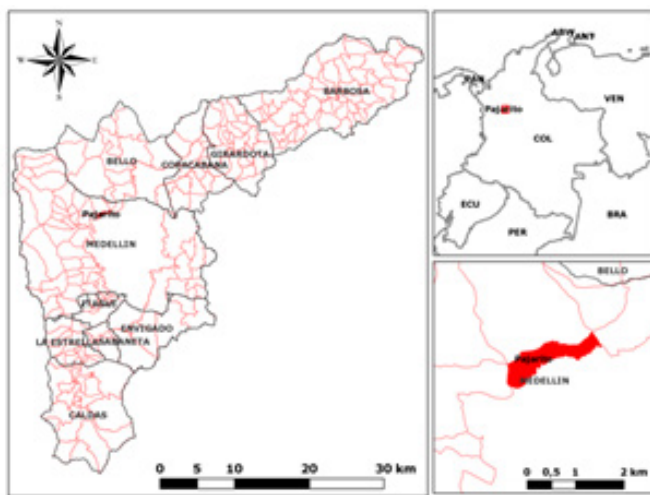 N
W E
S
BARBOSA
GIRARDOTA
COPACABANA
BELLO
Pajarito
MEDELLIN
ITAGUI
ENVIGADO
LA ESTRELLA SABANETA
CALDAS
0 5 10 20 30 km
ABW
ANT
PAN
VEN
Pajarito
COL
ECU
BRA
PER
BELLO
Pajarito
MEDELLIN
0 0,5 1 2 km